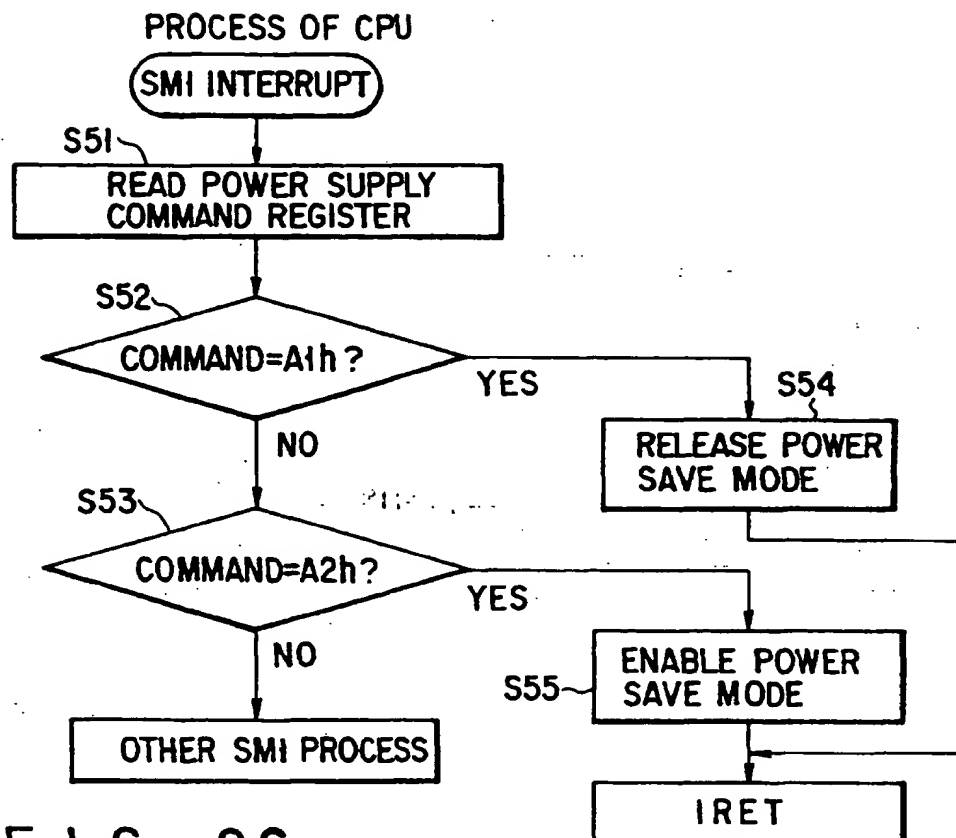 PROCESS OF CPU
SMI INTERRUPT
S51
READ POWER SUPPLY
COMMAND REGISTER
S52
COMMAND=A1h?
YES
NO
S54
RELEASE POWER
SAVE MODE
S53
COMMAND=A2h?
YES
NO
S55
ENABLE POWER
SAVE MODE
OTHER SMI PROCESS
IRET